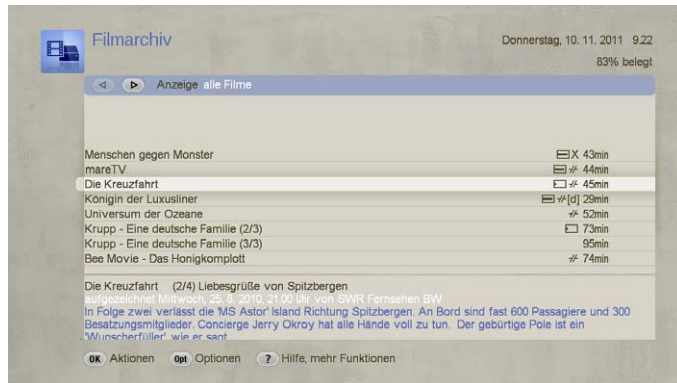 Filmarchiv
Donnerstag, 10. 11. 2011 9.22
83% belegt
Anzeige alle Filme
Menschen gegen Monster X 43min
mareTV 44min
Die Kreuzfahrt 45min
Königin der Luxusliner [d] 29min
Universum der Ozeane 52min
Krupp - Eine deutsche Familie (2/3) 73min
Krupp - Eine deutsche Familie (3/3) 95min
Bee Movie - Das Honigkomplott 74min
Die Kreuzfahrt (2/4) Liebesgrüße von Spitzbergen
aufgezeichnet Mittwoch, 25. 8. 2010, 21.00 Uhr von SWR Fernsehen BW
In Folge zwei verlässt die 'MS Astor' Island Richtung Spitzbergen. An Bord sind fast 600 Passagiere und 300
Besatzungsmitglieder. Concierge Jerry Okroy hat alle Hände voll zu tun. Der gebürtige Pole ist ein
'Wunscherfüller', wie er sagt
OK Aktionen Opt Optionen ? Hilfe, mehr Funktionen